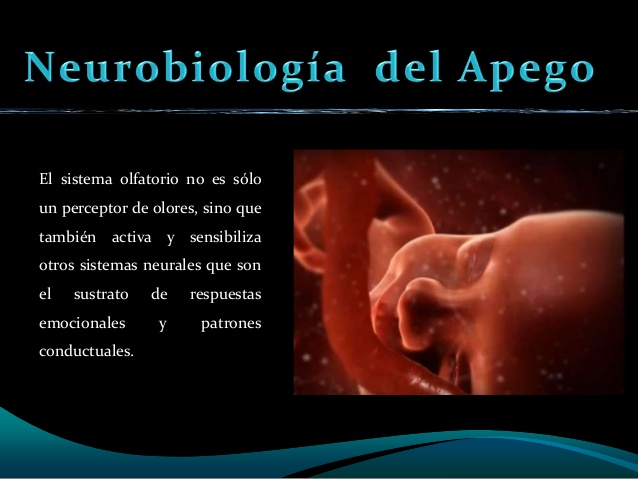 Neurobiología del Apego
El sistema olfatorio no es sólo
un perceptor de olores, sino que
también activa y sensibiliza
otros sistemas neurales que son
el sustrato de respuestas
emocionales y patrones
conductuales.